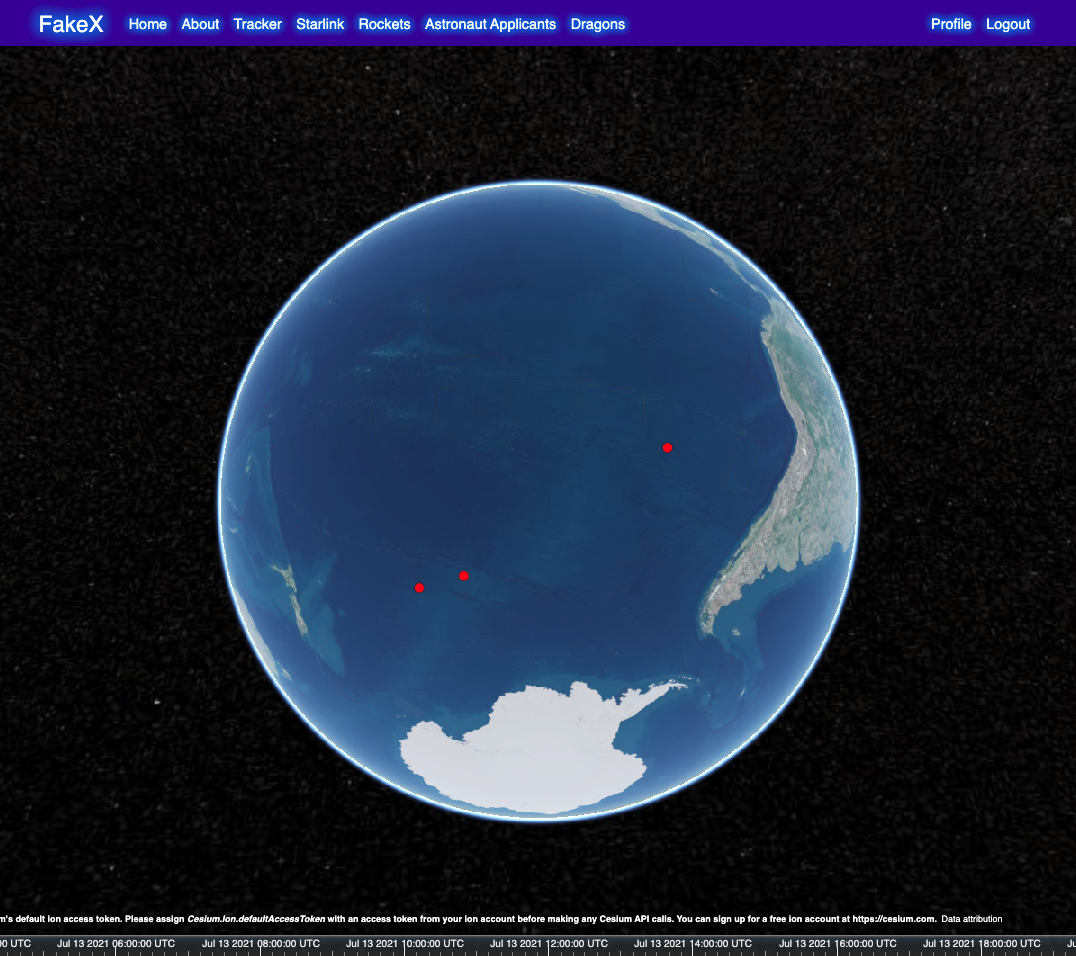 FakeX Home About Tracker Starlink Rockets Astronaut Applicants Dragons Profile Logout
m's default ion access token. Please assign Cesium.Ion.defaultAccessToken with an access token from your ion account before making any Cesium API calls. You can sign up for a free ion account at https://cesium.com. Data attribution
00 UTC Jul 13 2021 06:00:00 UTC Jul 13 2021 08:00:00 UTC Jul 13 2021 10:00:00 UTC Jul 13 2021 12:00:00 UTC Jul 13 2021 14:00:00 UTC Jul 13 2021 16:00:00 UTC Jul 13 2021 18:00:00 UTC Ju